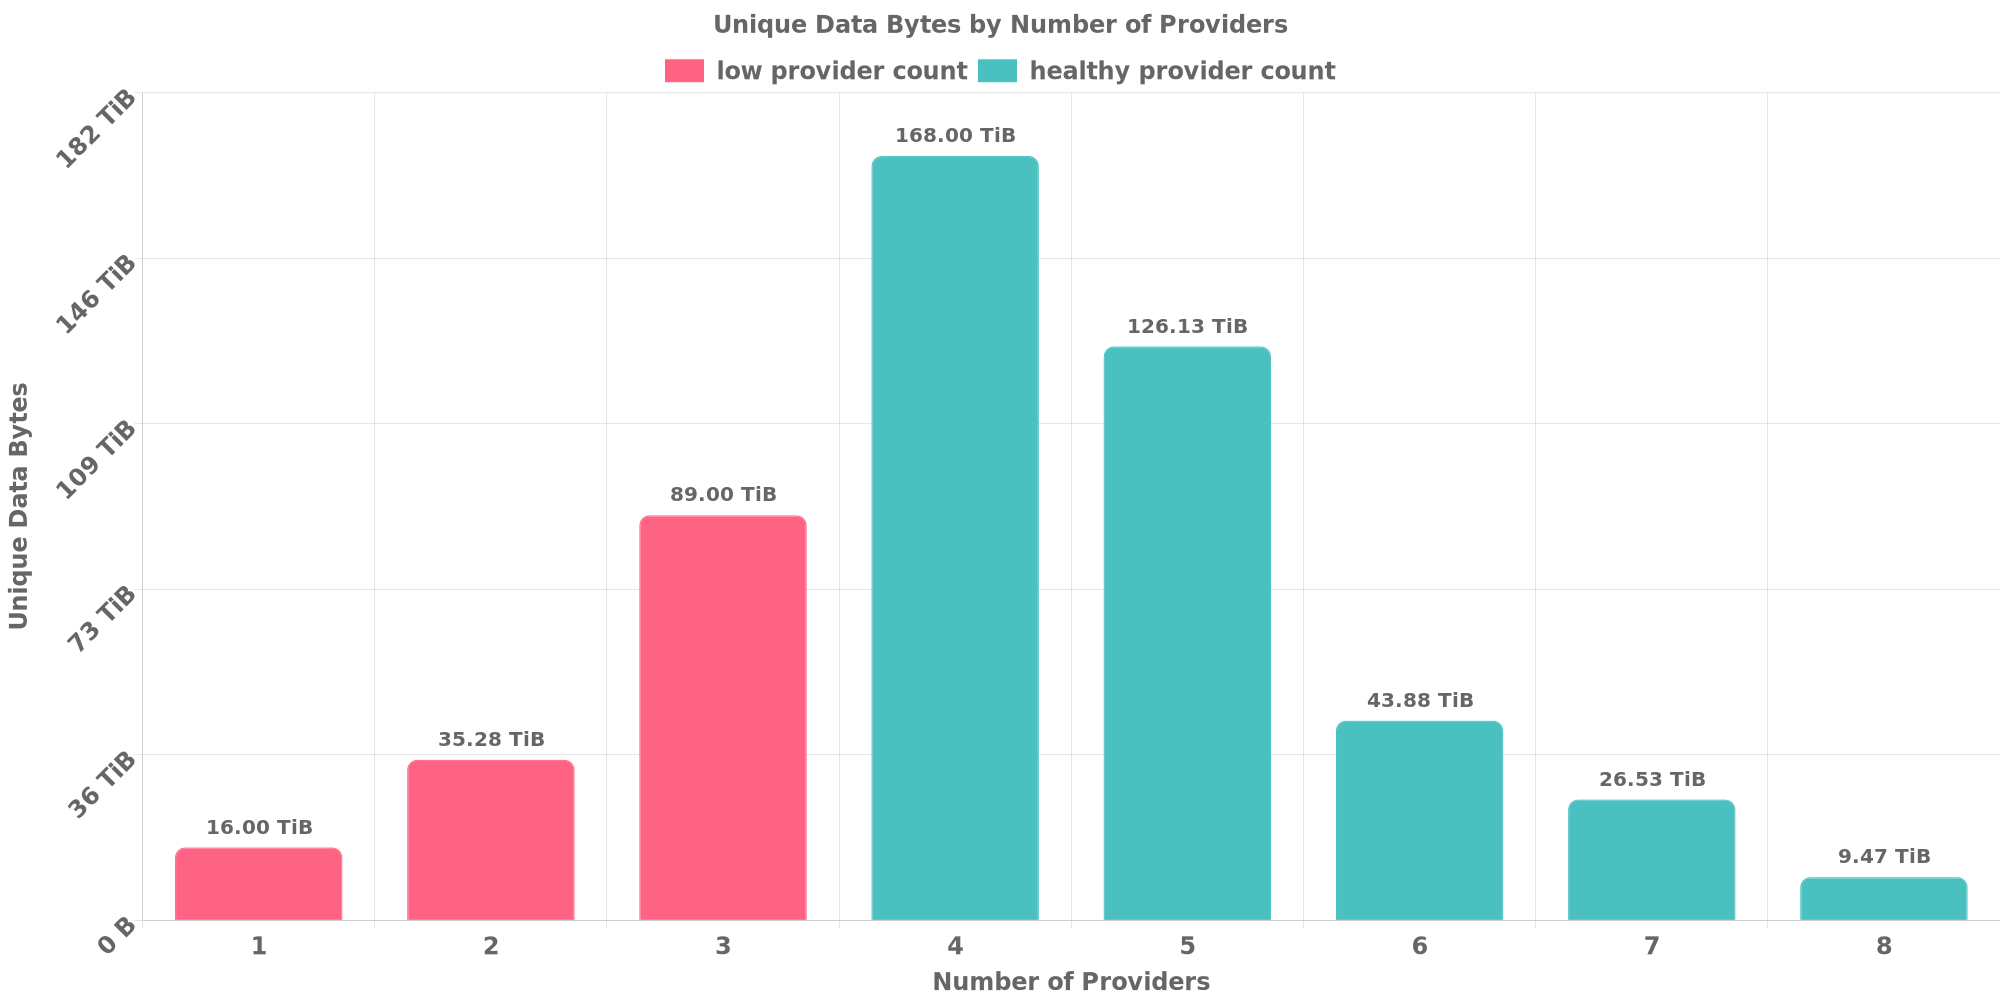 Unique Data Bytes by Number of Providers
low provider count healthy provider count
182 TiB
146 TiB
109 TiB
73 TiB
36 TiB
0 B
Unique Data Bytes
16.00 TiB
35.28 TiB
89.00 TiB
168.00 TiB
126.13 TiB
43.88 TiB
26.53 TiB
9.47 TiB
1 2 3 4 5 6 7 8
Number of Providers